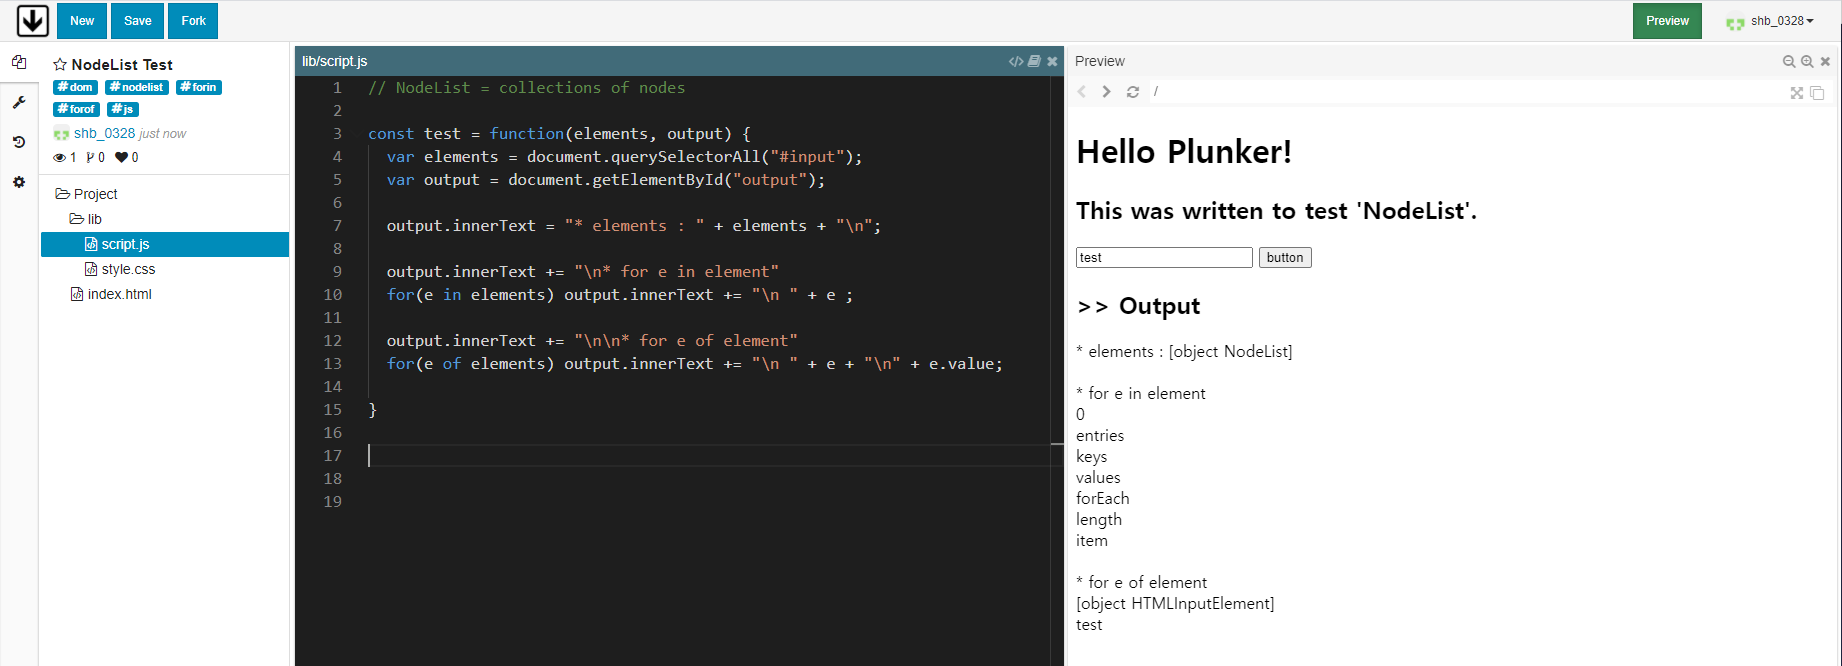 New Save Fork
Preview shb_0328
NodeList Test
#dom #nodelist #forin
#forof #js
shb_0328 just now
1 0 0
Project
lib
script.js
style.css
index.html
lib/script.js
1 // NodeList = collections of nodes
2
3 const test = function(elements, output) {
4 var elements = document.querySelectorAll("#input");
5 var output = document.getElementById("output");
6
7 output.innerText = "* elements : " + elements + "\n";
8
9 output.innerText += "\n* for e in element"
10 for(e in elements) output.innerText += "\n " + e ;
11
12 output.innerText += "\n\n* for e of element"
13 for(e of elements) output.innerText += "\n " + e + "\n" + e.value;
14
15 }
16
17
18
19
Preview
/
Hello Plunker!
This was written to test 'NodeList'.
test button
>> Output
* elements : [object NodeList]
* for e in element
0
entries
keys
values
forEach
length
item
* for e of element
[object HTMLInputElement]
test